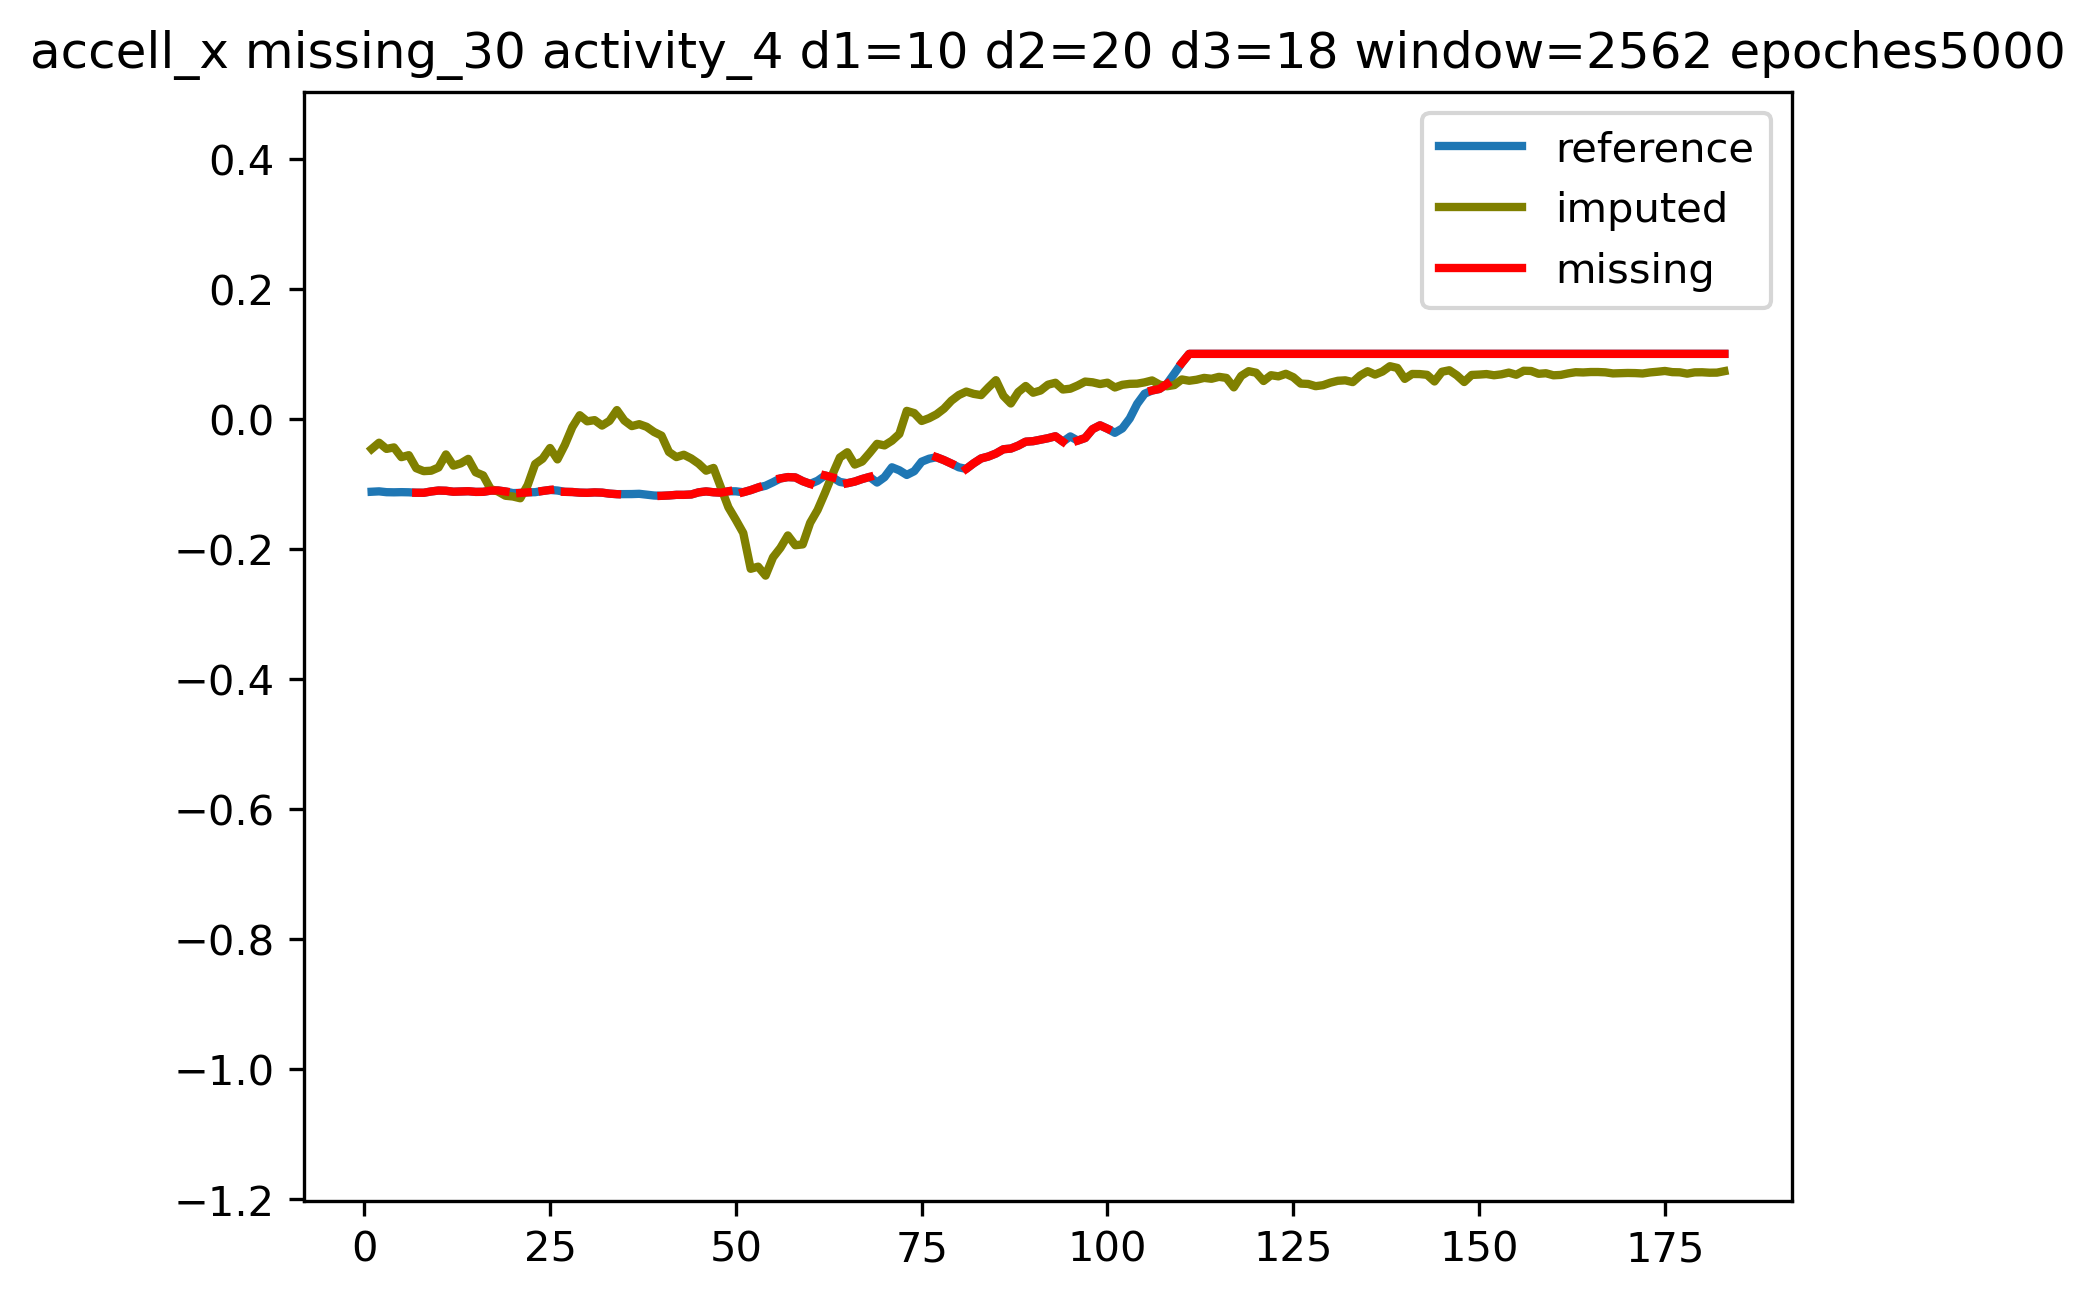 accell_x missing_30 activity_4 d1=10 d2=20 d3=18 window=2562 epoches5000
reference
imputed
missing
0.4
0.2
0.0
−0.2
−0.4
−0.6
−0.8
−1.0
−1.2
0 25 50 75 100 125 150 175